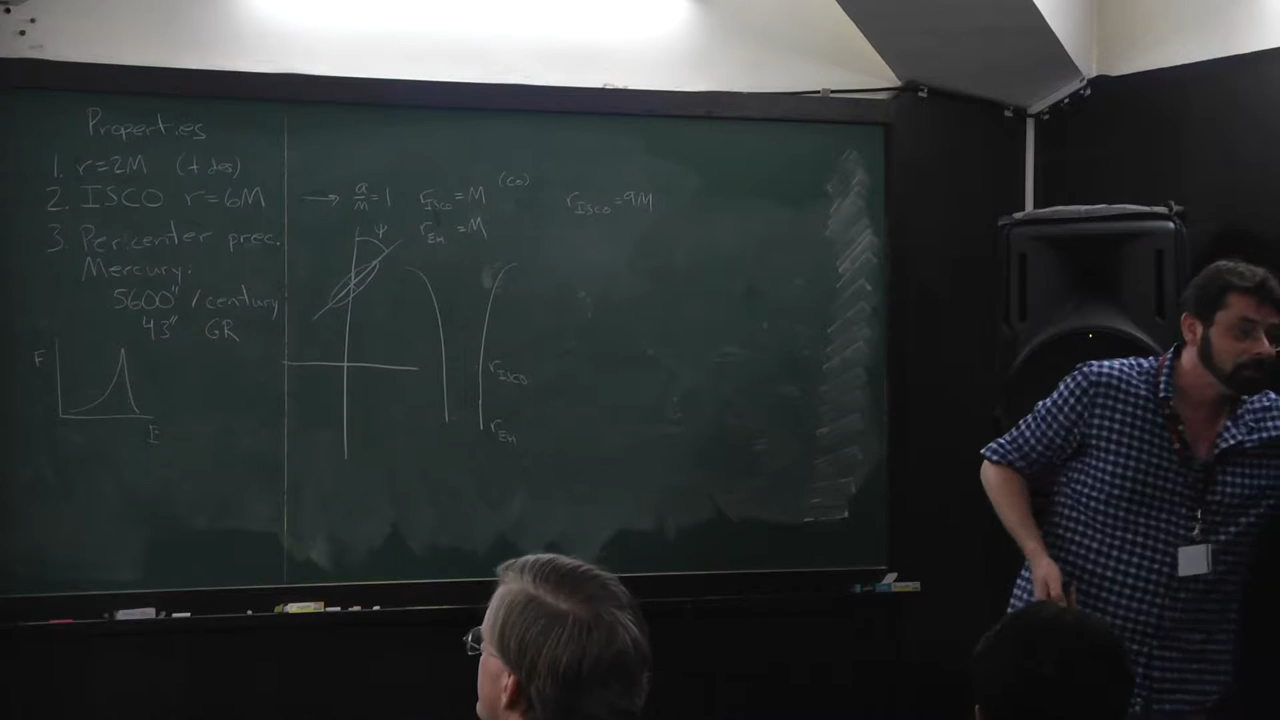 Properties
1. r=2M (+ des)
2. ISCO r=6M
3. Pericenter prec.
Mercury:
5600" /century
43" GR
F
E
→ a/m = 1 r_ISCO = M (co) r_ISCO = 9M
r_EH = M
ψ
r_ISCO
r_EH